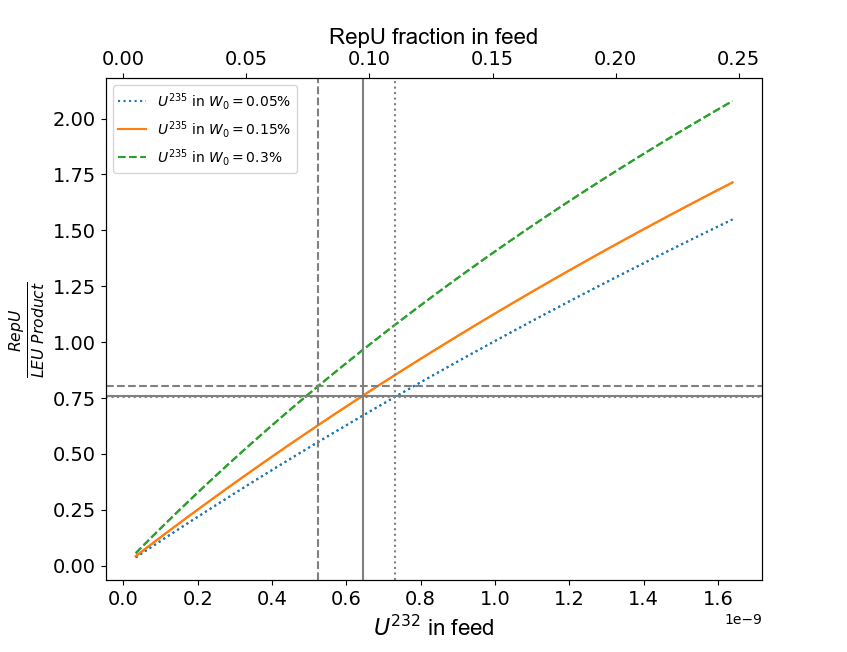 RepU fraction in feed
0.00 0.05 0.10 0.15 0.20 0.25
U^235 in W_0 = 0.05%
U^235 in W_0 = 0.15%
U^235 in W_0 = 0.3%
2.00
1.75
1.50
1.25
1.00
0.75
0.50
0.25
0.00
RepU
LEU Product
0.0 0.2 0.4 0.6 0.8 1.0 1.2 1.4 1.6
1e−9
U^232 in feed